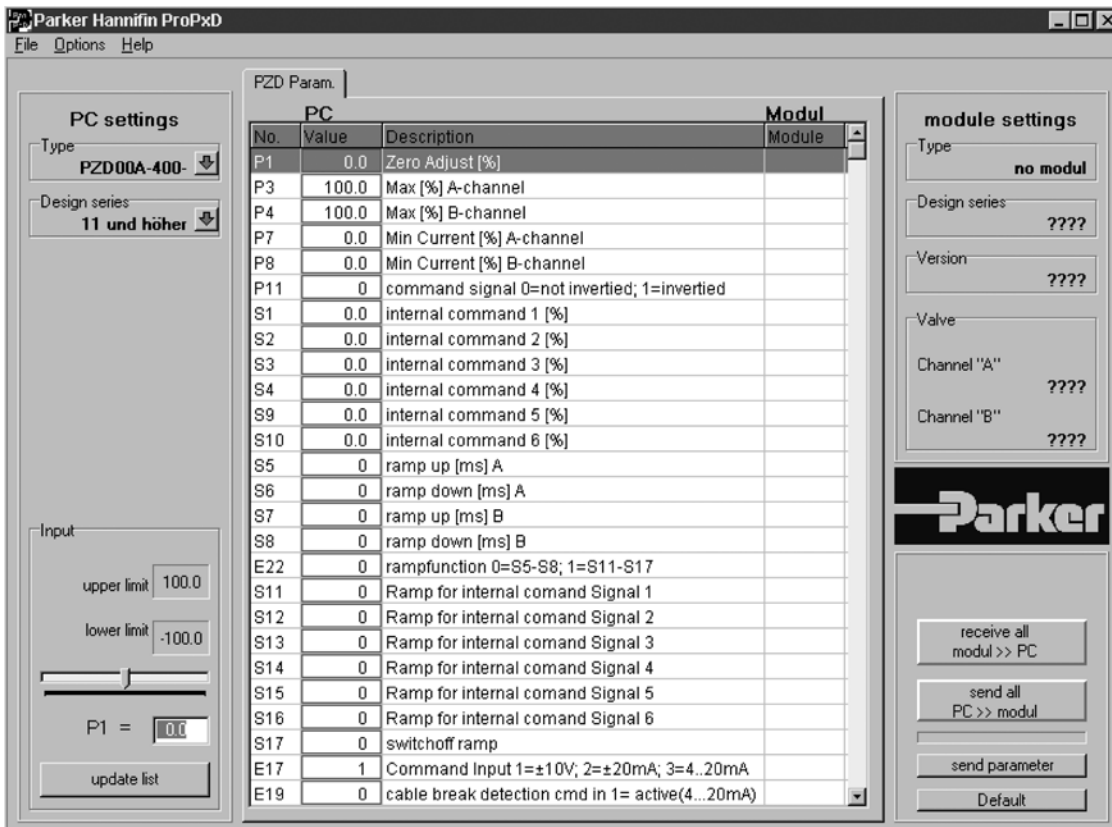 Parker Hannifin ProPxD
File Options Help
PZD Param.
PC settings
Type
PZD00A-400-
Design series
11 und höher
Input
upper limit 100.0
lower limit -100.0
P1 = 0.0
update list
PC Modul
No. Value Description Module
P1 0.0 Zero Adjust [%]
P3 100.0 Max [%] A-channel
P4 100.0 Max [%] B-channel
P7 0.0 Min Current [%] A-channel
P8 0.0 Min Current [%] B-channel
P11 0 command signal 0=not invertied; 1=invertied
S1 0.0 internal command 1 [%]
S2 0.0 internal command 2 [%]
S3 0.0 internal command 3 [%]
S4 0.0 internal command 4 [%]
S9 0.0 internal command 5 [%]
S10 0.0 internal command 6 [%]
S5 0 ramp up [ms] A
S6 0 ramp down [ms] A
S7 0 ramp up [ms] B
S8 0 ramp down [ms] B
E22 0 rampfunction 0=S5-S8; 1=S11-S17
S11 0 Ramp for internal comand Signal 1
S12 0 Ramp for internal comand Signal 2
S13 0 Ramp for internal comand Signal 3
S14 0 Ramp for internal comand Signal 4
S15 0 Ramp for internal comand Signal 5
S16 0 Ramp for internal comand Signal 6
S17 0 switchoff ramp
E17 1 Command Input 1=±10V; 2=±20mA; 3=4..20mA
E19 0 cable break detection cmd in 1= active(4...20mA)
module settings
Type
no modul
Design series
????
Version
????
Valve
Channel "A"
????
Channel "B"
????
Parker
receive all
modul >> PC
send all
PC >> modul
send parameter
Default